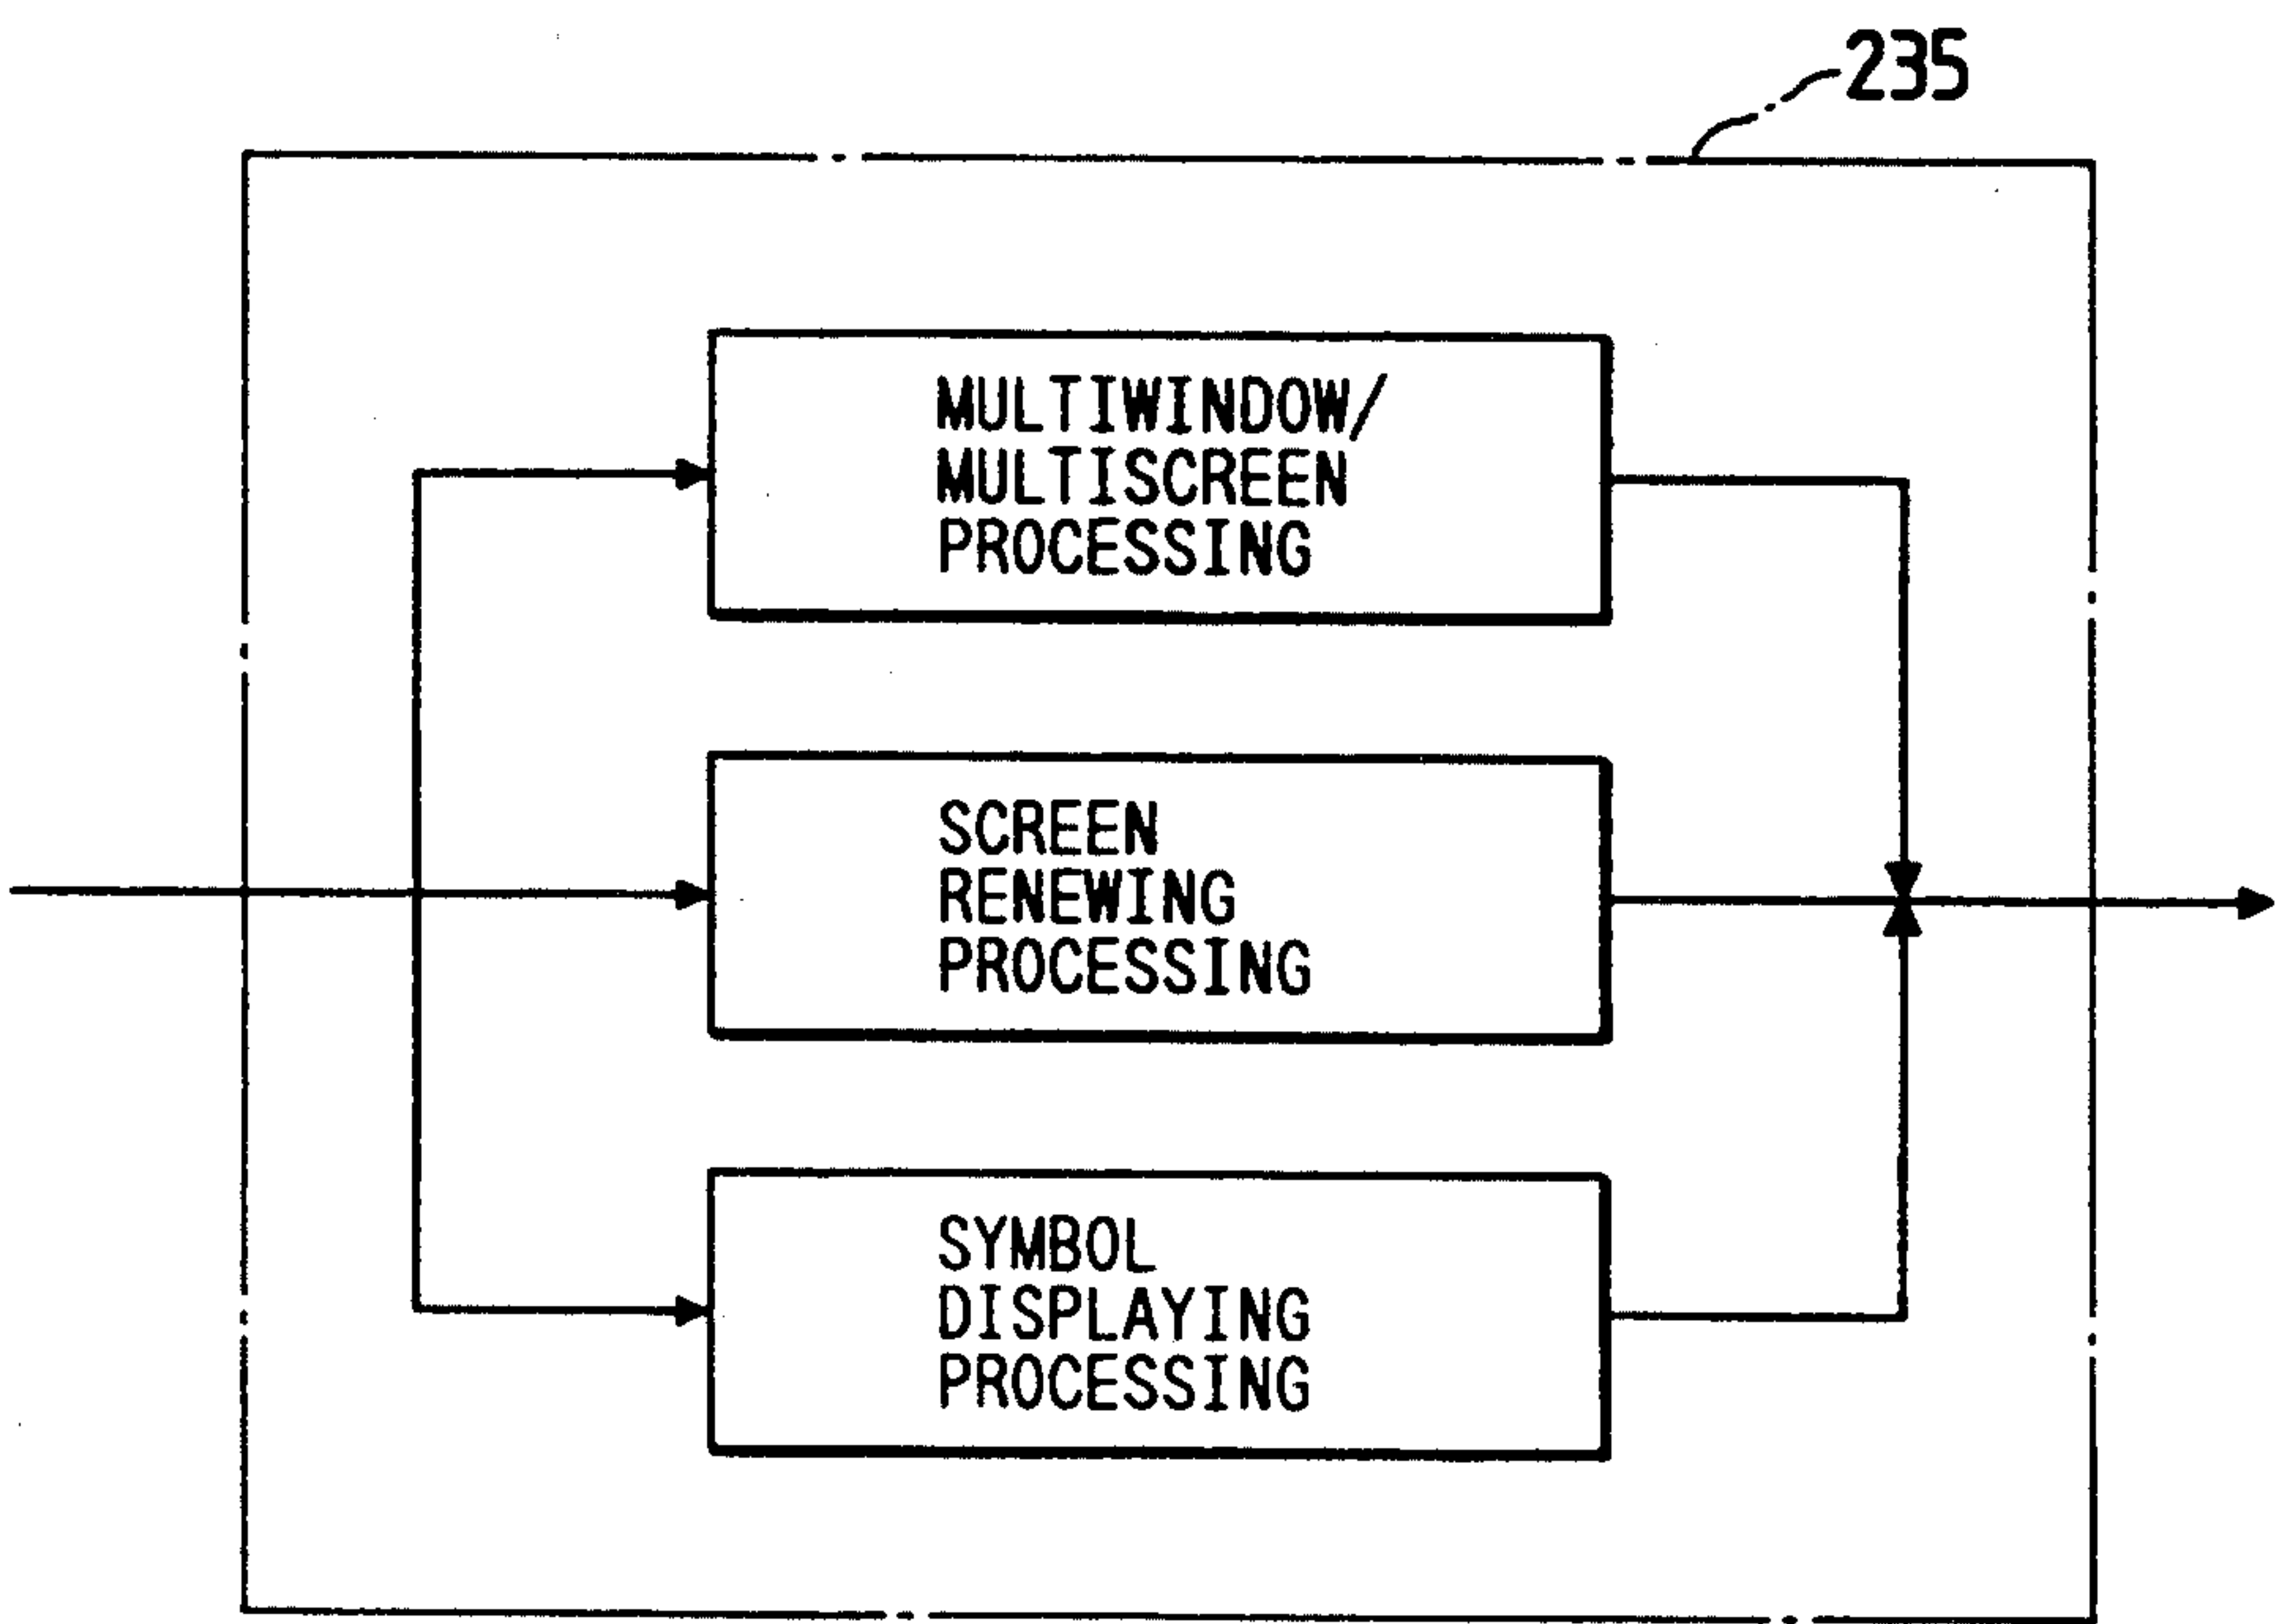 235
MULTIWINDOW/
MULTISCREEN
PROCESSING
SCREEN
RENEWING
PROCESSING
SYMBOL
DISPLAYING
PROCESSING